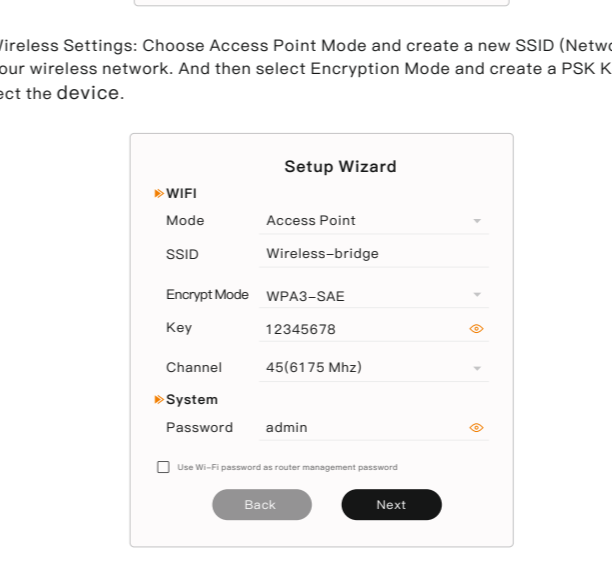 Wireless Settings: Choose Access Point Mode and create a new SSID (Netwo
our wireless network. And then select Encryption Mode and create a PSK K
ect the device.
Setup Wizard
WIFI
Mode Access Point
SSID Wireless-bridge
Encrypt Mode WPA3-SAE
Key 12345678
Channel 45(6175 Mhz)
System
Password admin
Use Wi-Fi password as router management password
Back Next